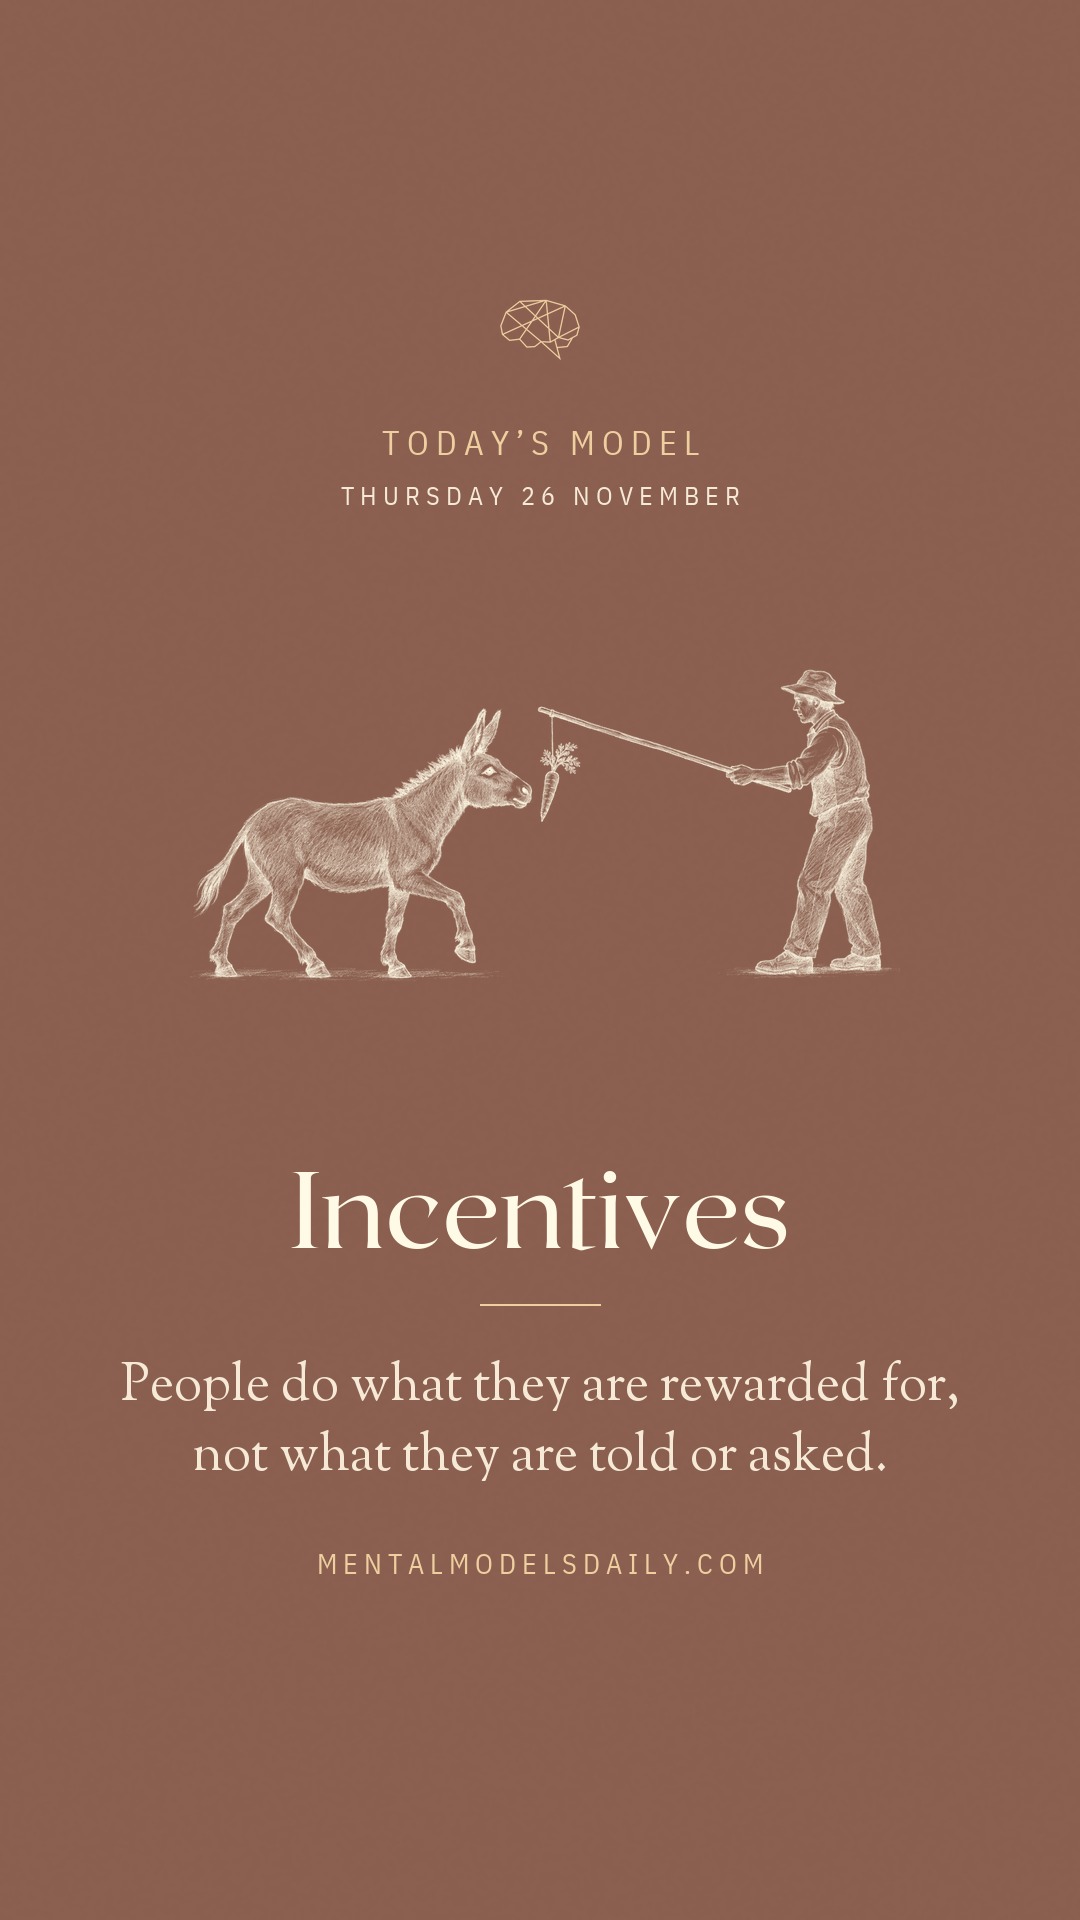 TODAY’S MODEL
THURSDAY 26 NOVEMBER
Incentives
People do what they are rewarded for,
not what they are told or asked.
MENTALMODELSDAILY.COM